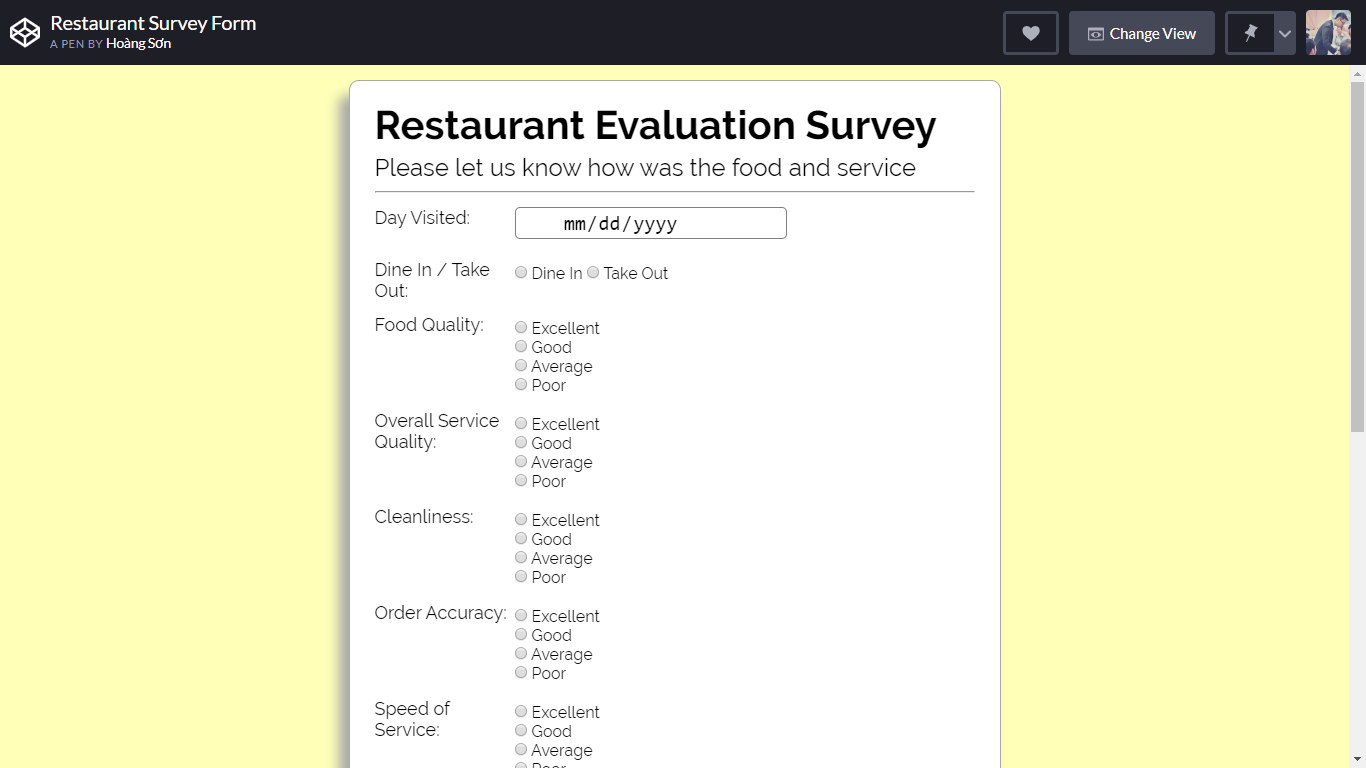 Restaurant Survey Form
A PEN BY Hoàng Sơn
Change View
Restaurant Evaluation Survey
Please let us know how was the food and service
Day Visited:
mm/dd/yyyy
Dine In / Take
Out:
Dine In Take Out
Food Quality:
Excellent
Good
Average
Poor
Overall Service
Quality:
Excellent
Good
Average
Poor
Cleanliness:
Excellent
Good
Average
Poor
Order Accuracy:
Excellent
Good
Average
Poor
Speed of
Service:
Excellent
Good
Average